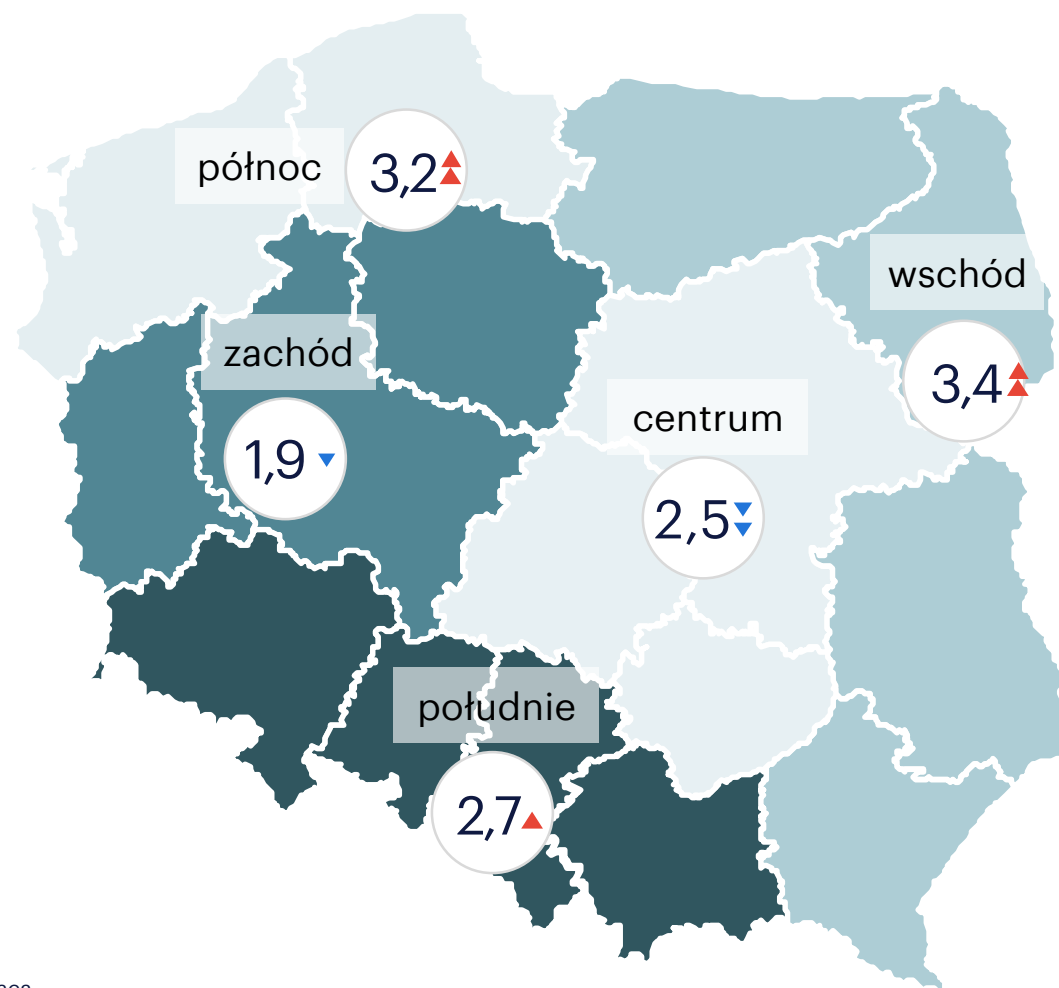 północ
3,2
wschód
3,4
zachód
1,9
centrum
2,5
południe
2,7